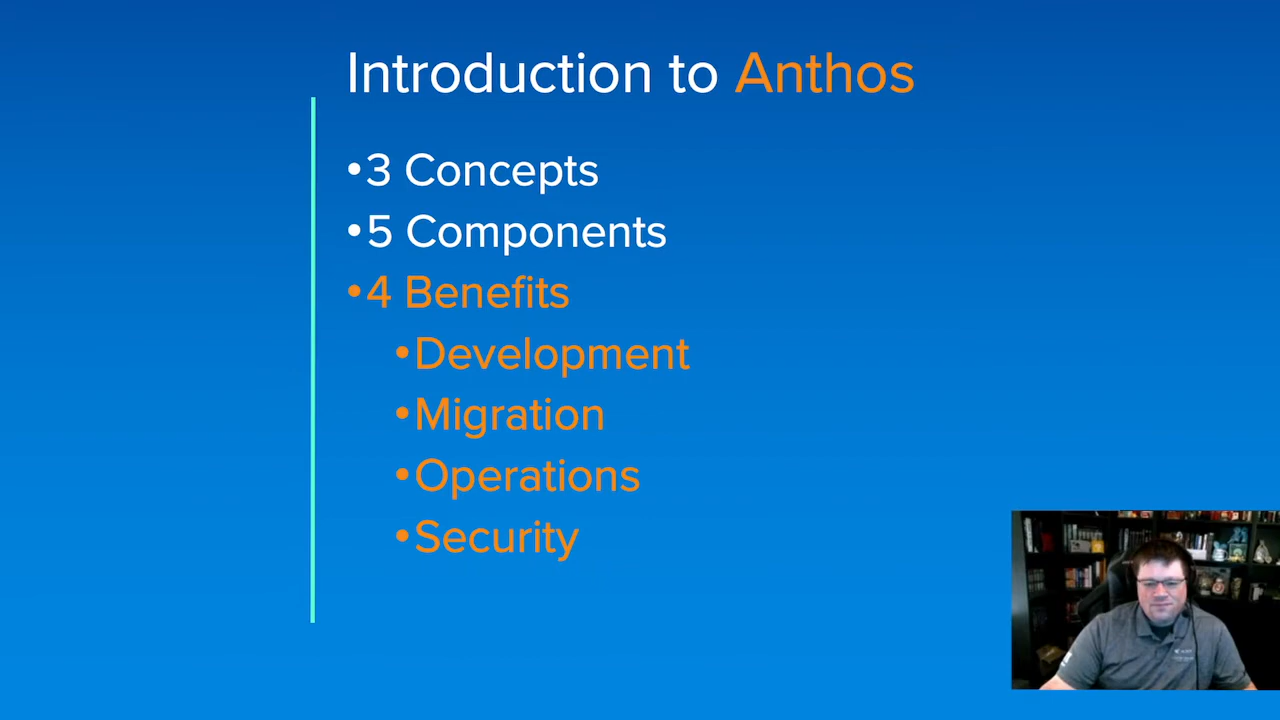 Introduction to Anthos
•3 Concepts
•5 Components
•4 Benefits
•Development
•Migration
•Operations
•Security